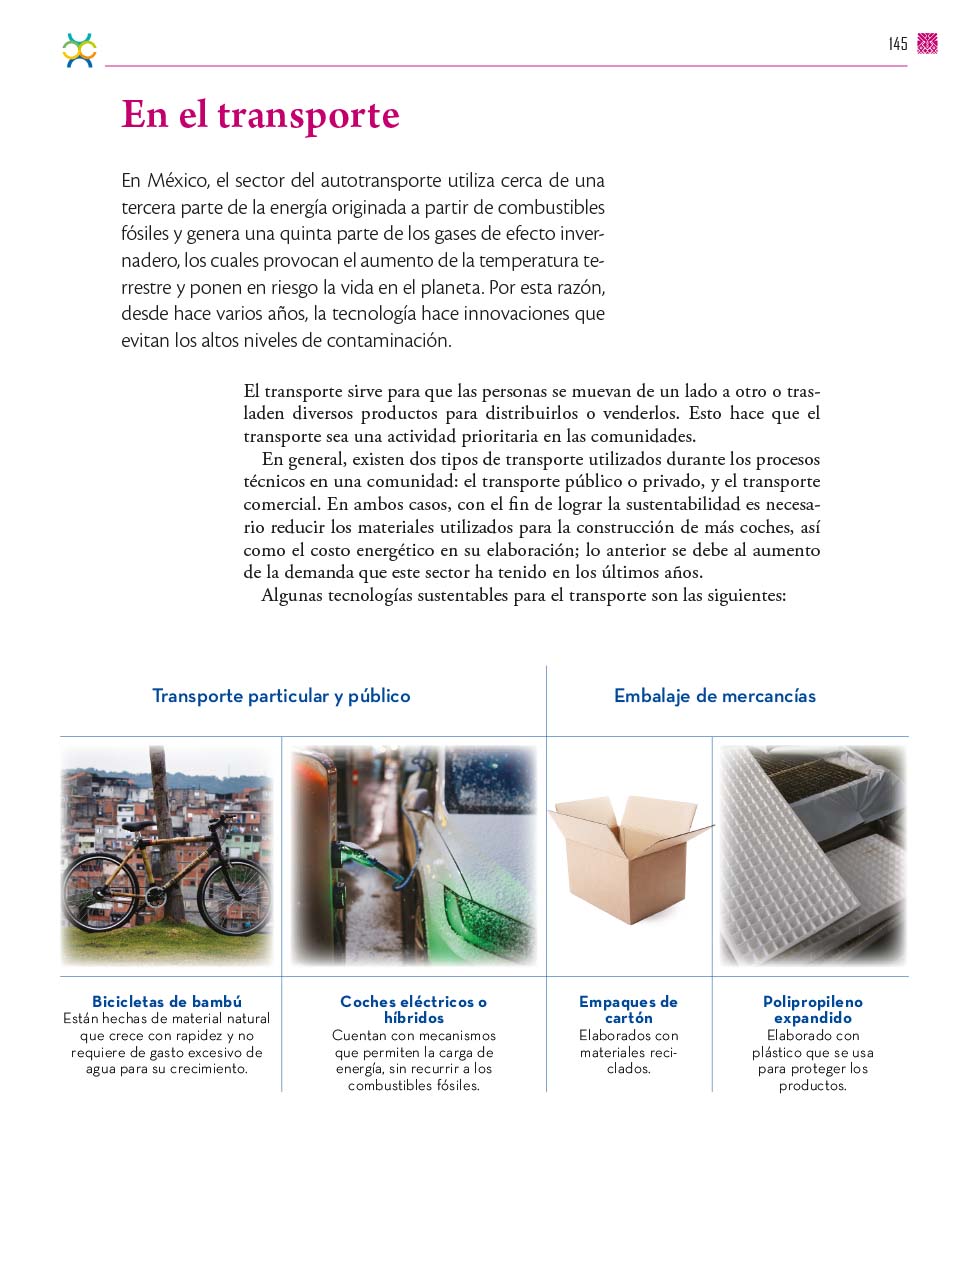 145
En el transporte
En México, el sector del autotransporte utiliza cerca de una
tercera parte de la energía originada a partir de combustibles
fósiles y genera una quinta parte de los gases de efecto inver-
nadero, los cuales provocan el aumento de la temperatura te-
rrestre y ponen en riesgo la vida en el planeta. Por esta razón,
desde hace varios años, la tecnología hace innovaciones que
evitan los altos niveles de contaminación.
El transporte sirve para que las personas se muevan de un lado a otro o tras-
laden diversos productos para distribuirlos o venderlos. Esto hace que el
transporte sea una actividad prioritaria en las comunidades.
En general, existen dos tipos de transporte utilizados durante los procesos
técnicos en una comunidad: el transporte público o privado, y el transporte
comercial. En ambos casos, con el fin de lograr la sustentabilidad es necesa-
rio reducir los materiales utilizados para la construcción de más coches, así
como el costo energético en su elaboración; lo anterior se debe al aumento
de la demanda que este sector ha tenido en los últimos años.
Algunas tecnologías sustentables para el transporte son las siguientes:
Transporte particular y público
Embalaje de mercancías
Bicicletas de bambú
Están hechas de material natural
que crece con rapidez y no
requiere de gasto excesivo de
agua para su crecimiento.
Coches eléctricos o
híbridos
Cuentan con mecanismos
que permiten la carga de
energía, sin recurrir a los
combustibles fósiles.
Empaques de
cartón
Elaborados con
materiales reci-
clados.
Polipropileno
expandido
Elaborado con
plástico que se usa
para proteger los
productos.